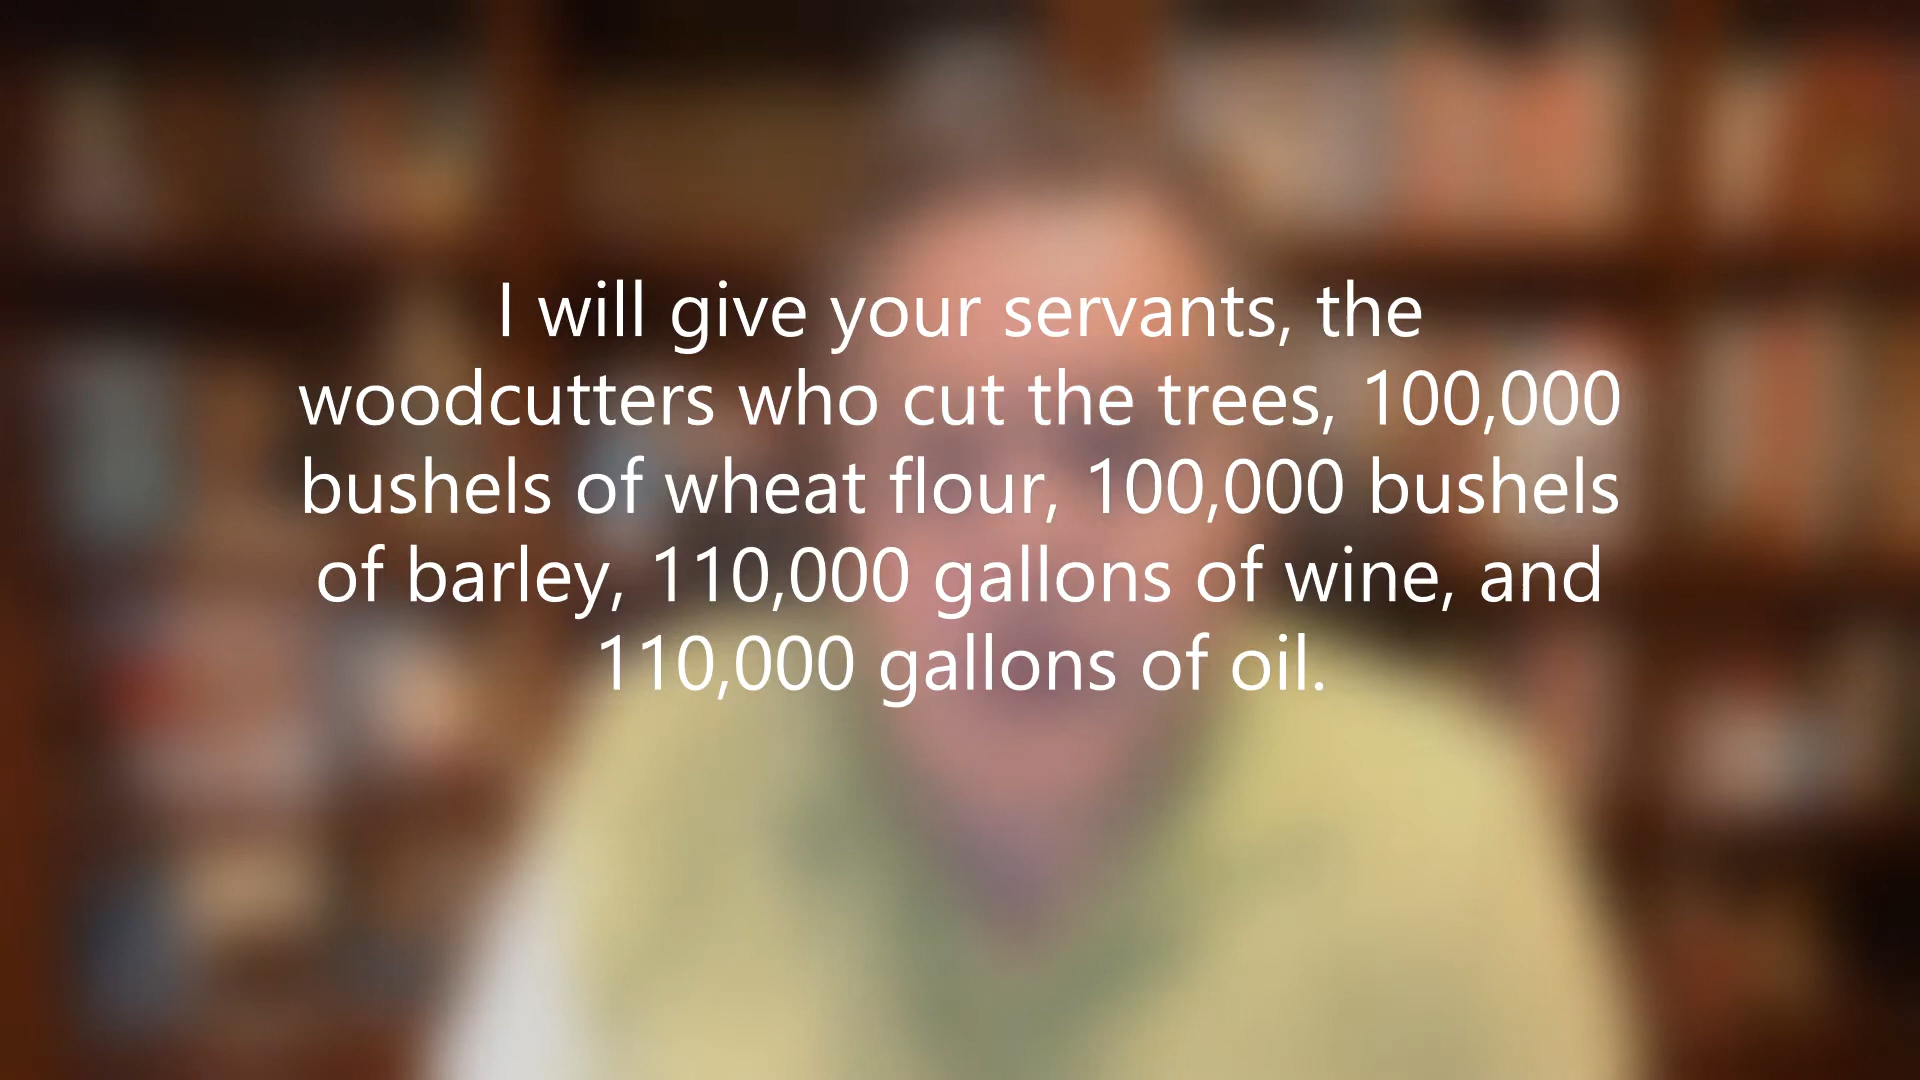 I will give your servants, the
woodcutters who cut the trees, 100,000
bushels of wheat flour, 100,000 bushels
of barley, 110,000 gallons of wine, and
110,000 gallons of oil.